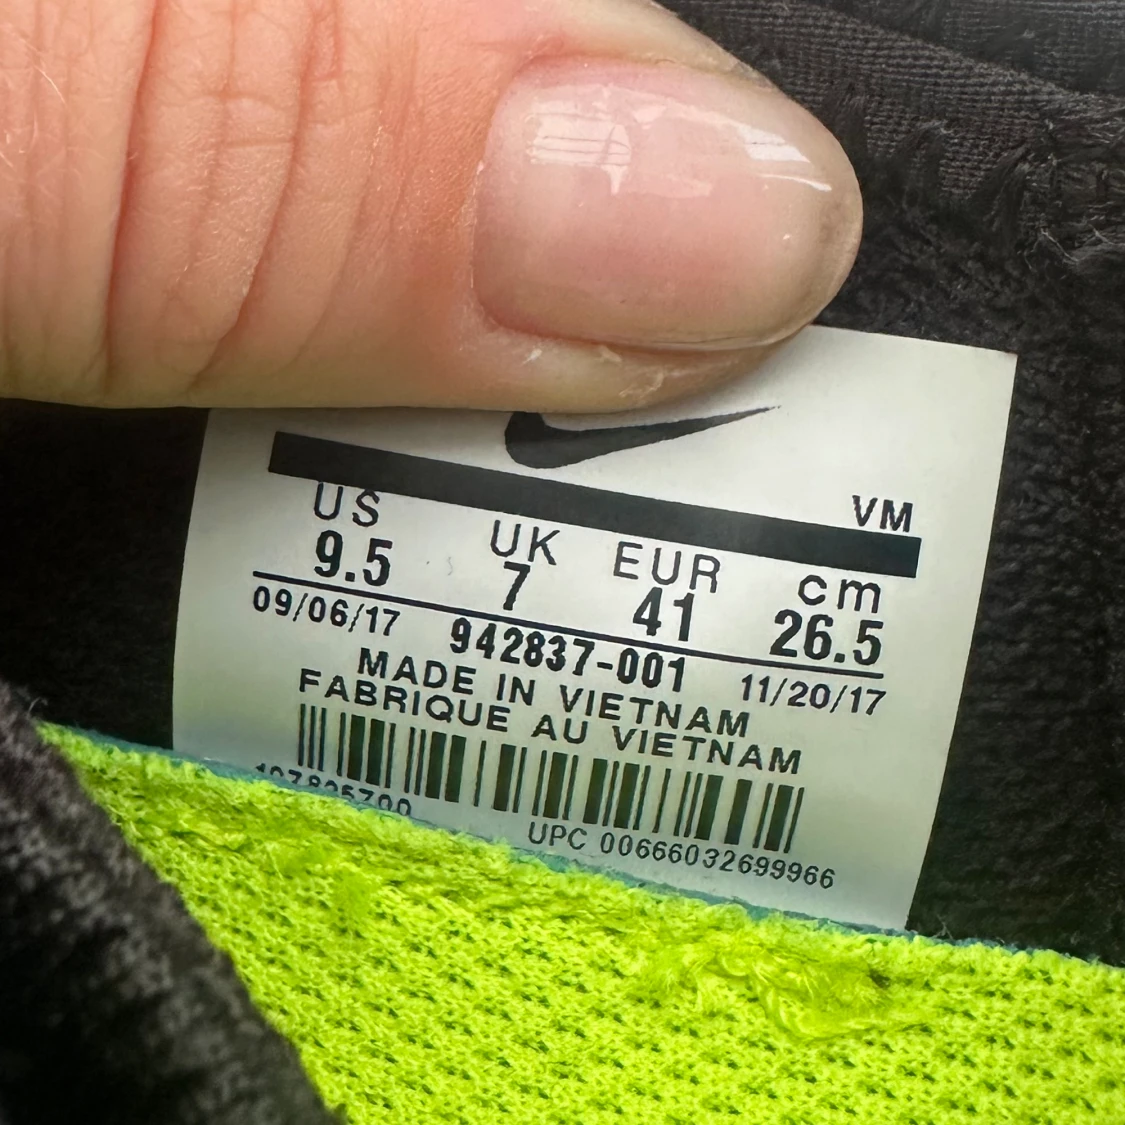 VM
US UK EUR cm
9.5 7 41 26.5
09/06/17 942837-001 11/20/17
MADE IN VIETNAM
FABRIQUE AU VIETNAM
UPC 00666032699966